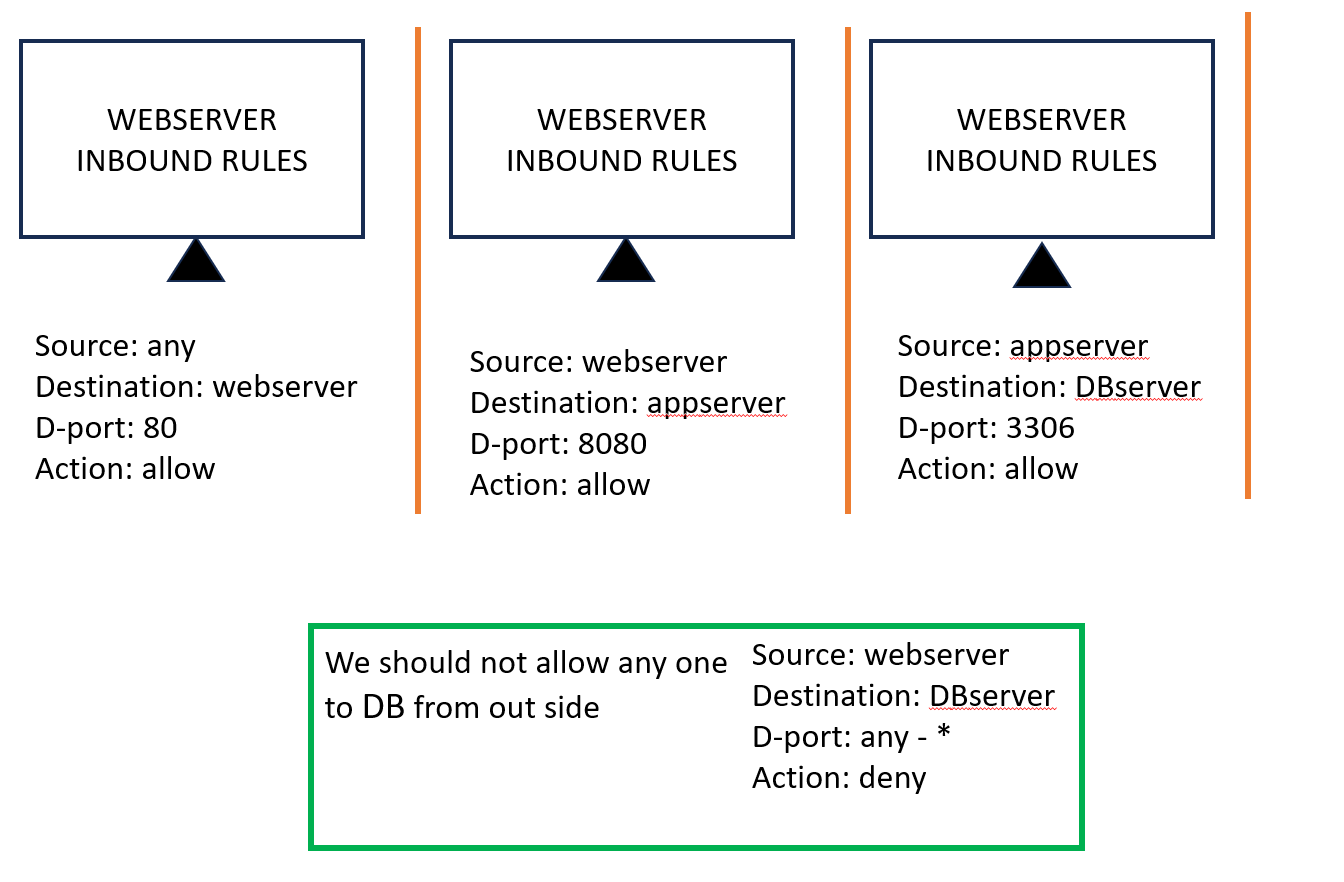 WEBSERVER
INBOUND RULES
Source: any
Destination: webserver
D-port: 80
Action: allow
WEBSERVER
INBOUND RULES
Source: webserver
Destination: appserver
D-port: 8080
Action: allow
WEBSERVER
INBOUND RULES
Source: appserver
Destination: DBserver
D-port: 3306
Action: allow
We should not allow any one
to DB from out side
Source: webserver
Destination: DBserver
D-port: any - *
Action: deny